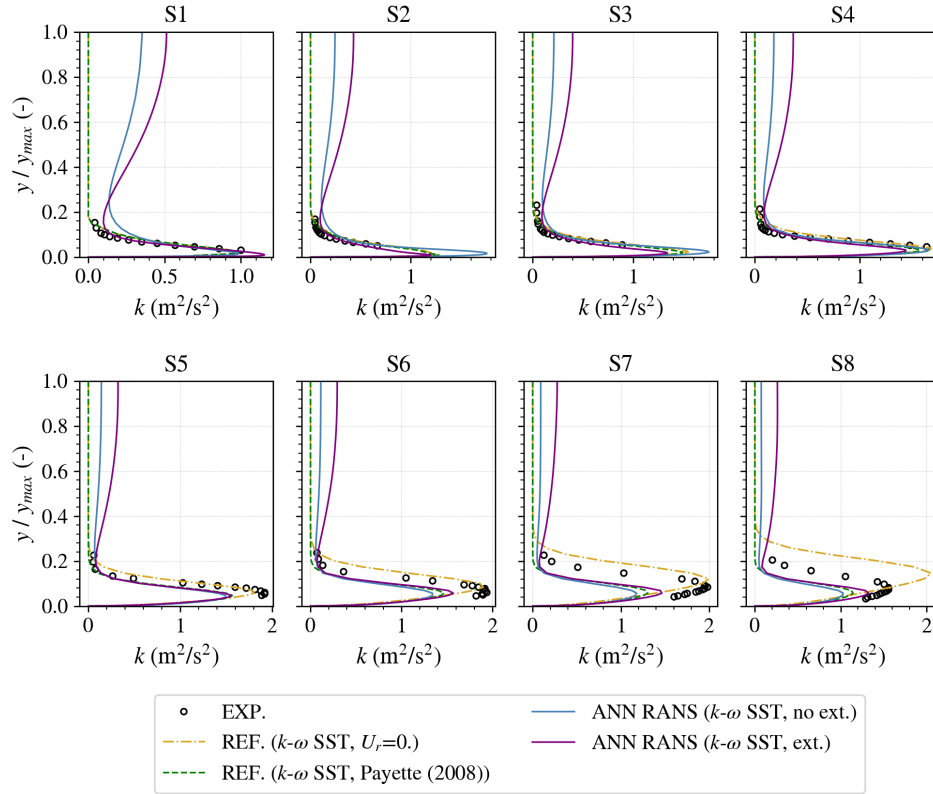 S1 S2 S3 S4
1.0
0.8
0.6
0.4
0.2
0.0
y / y_max (-)
0.0 0.5 1.0 0 1 0 1 0 1
k (m²/s²) k (m²/s²) k (m²/s²) k (m²/s²)
S5 S6 S7 S8
1.0
0.8
0.6
0.4
0.2
0.0
y / y_max (-)
0 1 2 0 1 2 0 1 2 0 1 2
k (m²/s²) k (m²/s²) k (m²/s²) k (m²/s²)
EXP.
REF. (k-ω SST, U_r=0.)
REF. (k-ω SST, Payette (2008))
ANN RANS (k-ω SST, no ext.)
ANN RANS (k-ω SST, ext.)